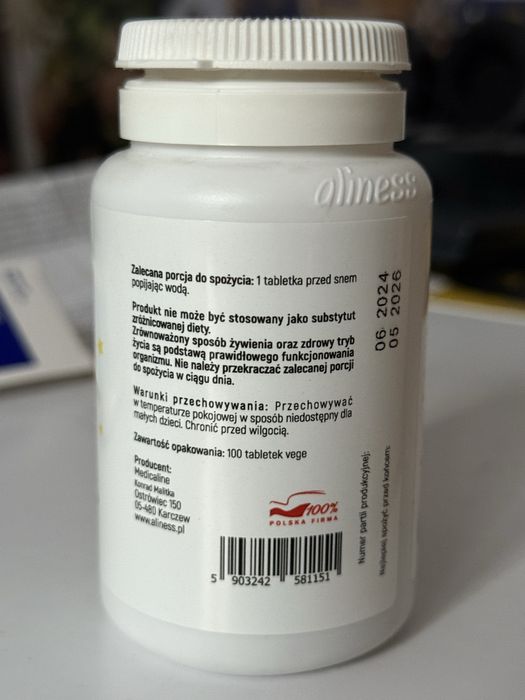 aliness
Zalecana porcja do spożycia: 1 tabletka przed snem
popijając wodą.
Produkt nie może być stosowany jako substytut
zróżnicowanej diety.
Zrównoważony sposób żywienia oraz zdrowy tryb
życia są podstawą prawidłowego funkcjonowania
organizmu. Nie należy przekraczać zalecanej porcji
do spożycia w ciągu dnia.
Warunki przechowywania: Przechowywać
w temperaturze pokojowej w sposób niedostępny dla
małych dzieci. Chronić przed wilgocią.
Zawartość opakowania: 100 tabletek vege
Producent:
Medicaline
Konrad Malitka
Ostrówiec 150
05-480 Karczew
www.aliness.pl
100%
POLSKA FIRMA
5 903242 581151
Numer partii produkcyjnej: 06 2024
Najlepiej spożyć przed końcem: 05 2026